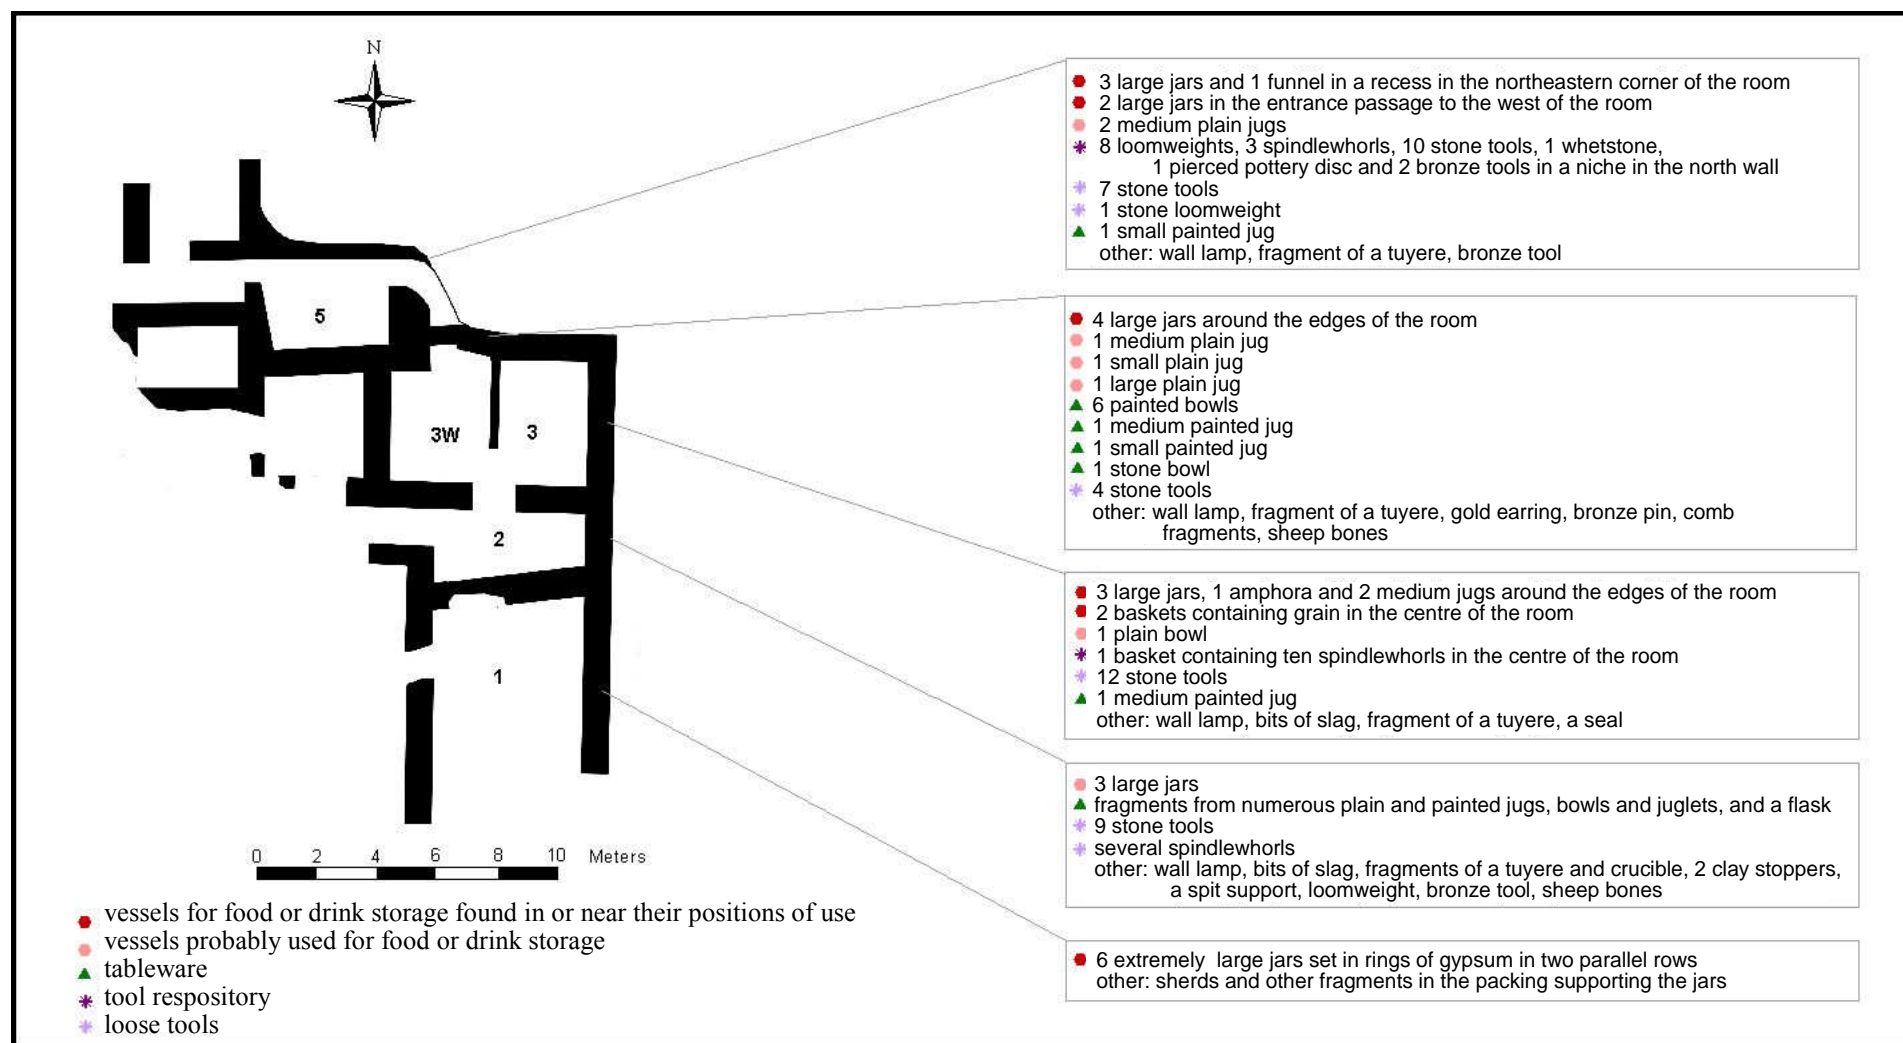 N
3 large jars and 1 funnel in a recess in the northeastern corner of the room
2 large jars in the entrance passage to the west of the room
2 medium plain jugs
8 loomweights, 3 spindlewhorls, 10 stone tools, 1 whetstone,
1 pierced pottery disc and 2 bronze tools in a niche in the north wall
7 stone tools
1 stone loomweight
1 small painted jug
other: wall lamp, fragment of a tuyere, bronze tool
4 large jars around the edges of the room
1 medium plain jug
1 small plain jug
1 large plain jug
6 painted bowls
1 medium painted jug
1 small painted jug
1 stone bowl
4 stone tools
other: wall lamp, fragment of a tuyere, gold earring, bronze pin, comb
fragments, sheep bones
3 large jars, 1 amphora and 2 medium jugs around the edges of the room
2 baskets containing grain in the centre of the room
1 plain bowl
1 basket containing ten spindlewhorls in the centre of the room
12 stone tools
1 medium painted jug
other: wall lamp, bits of slag, fragment of a tuyere, a seal
3 large jars
fragments from numerous plain and painted jugs, bowls and juglets, and a flask
9 stone tools
several spindlewhorls
other: wall lamp, bits of slag, fragments of a tuyere and crucible, 2 clay stoppers,
a spit support, loomweight, bronze tool, sheep bones
6 extremely large jars set in rings of gypsum in two parallel rows
other: sherds and other fragments in the packing supporting the jars
5
3W
3
2
1
0 2 4 6 8 10 Meters
vessels for food or drink storage found in or near their positions of use
vessels probably used for food or drink storage
tableware
tool respository
loose tools